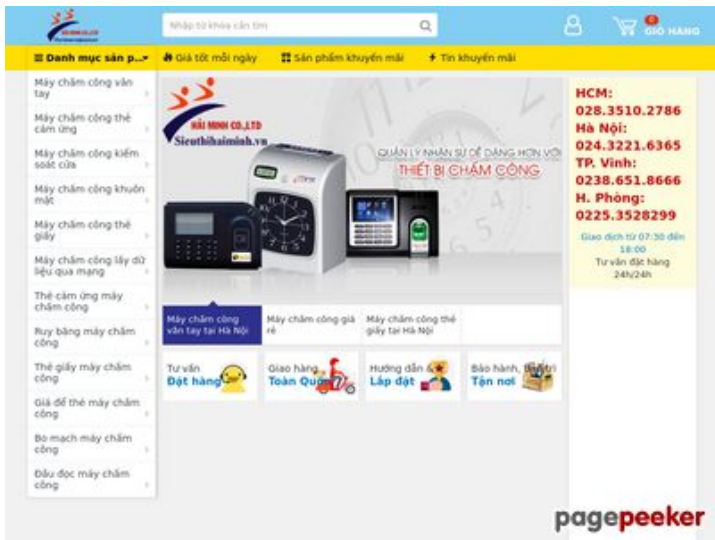 Nhập từ khóa cần tìm
0
GIỎ HÀNG
Danh mục sản p...
Giá tốt mỗi ngày
Sản phẩm khuyến mãi
Tin khuyến mãi
Máy chấm công vân
tay
Máy chấm công thẻ
cảm ứng
Máy chấm công kiểm
soát cửa
Máy chấm công khuôn
mặt
Máy chấm công thẻ
giấy
Máy chấm công lấy dữ
liệu qua mạng
Thẻ cảm ứng máy
chấm công
Ruy băng máy chấm
công
Thẻ giấy máy chấm
công
Giá để thẻ máy chấm
công
Bo mạch máy chấm
công
Đầu đọc máy chấm
công
HẢI MINH CO.,LTD
Sieuthihaiminh.vn
QUẢN LÝ NHÂN SỰ DỄ DÀNG HƠN VỚI
THIẾT BỊ CHẤM CÔNG
Máy chấm công
vân tay tại Hà Nội
Máy chấm công giá
rẻ
Máy chấm công thẻ
giấy tại Hà Nội
Tư vấn
Đặt hàng
Giao hàng
Toàn Quốc
Hướng dẫn &
Lắp đặt
Bảo hành,
Tận nơi
HCM:
028.3510.2786
Hà Nội:
024.3221.6365
TP. Vinh:
0238.651.8666
H. Phòng:
0225.3528299
Giao dịch từ 07:30 đến
18:00
Tư vấn đặt hàng
24h/24h
pagepeeker